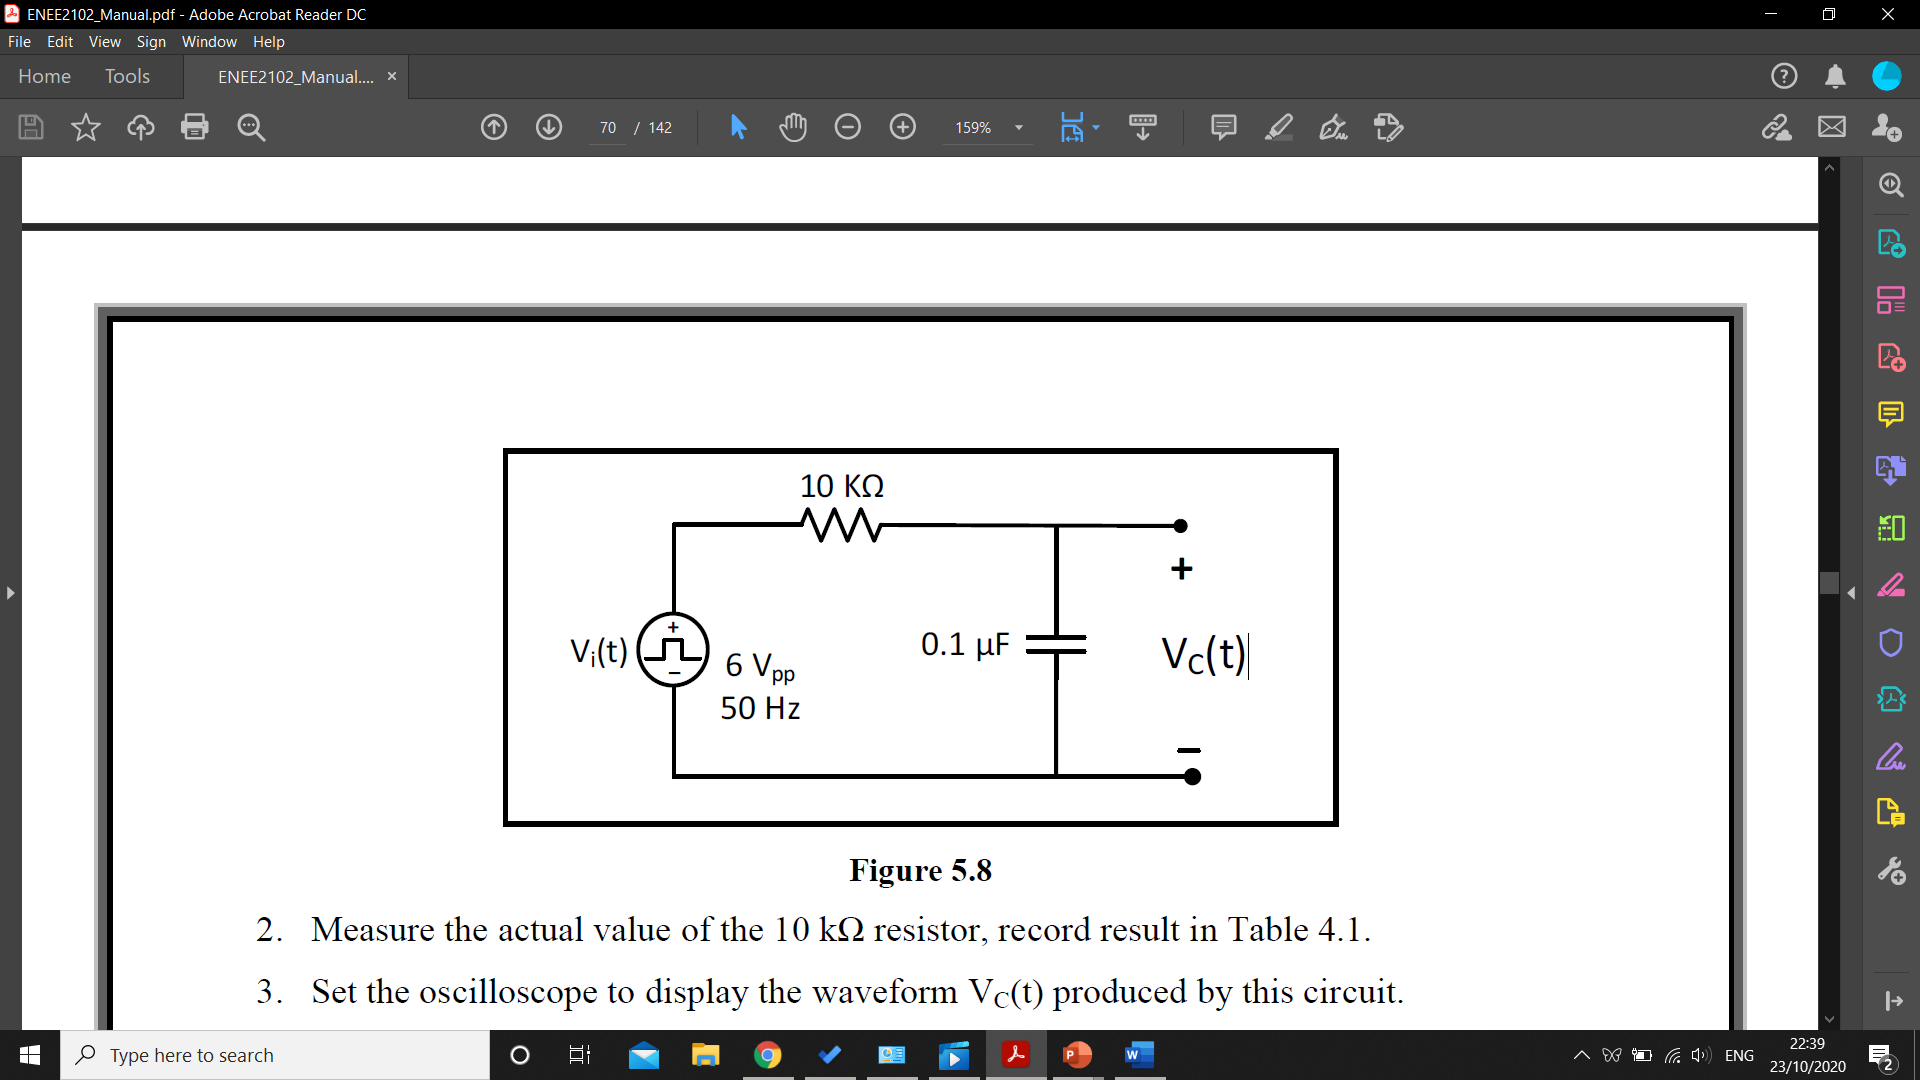 ENEE2102_Manual.pdf - Adobe Acrobat Reader DC
File Edit View Sign Window Help
Home Tools ENEE2102_Manual.... ×
70 / 142 159%
10 KΩ
+
+
Vi(t)
−
6 Vpp
50 Hz
0.1 µF
VC(t)
−
Figure 5.8
2. Measure the actual value of the 10 kΩ resistor, record result in Table 4.1.
3. Set the oscilloscope to display the waveform VC(t) produced by this circuit.
Type here to search
ENG
22:39
23/10/2020
2